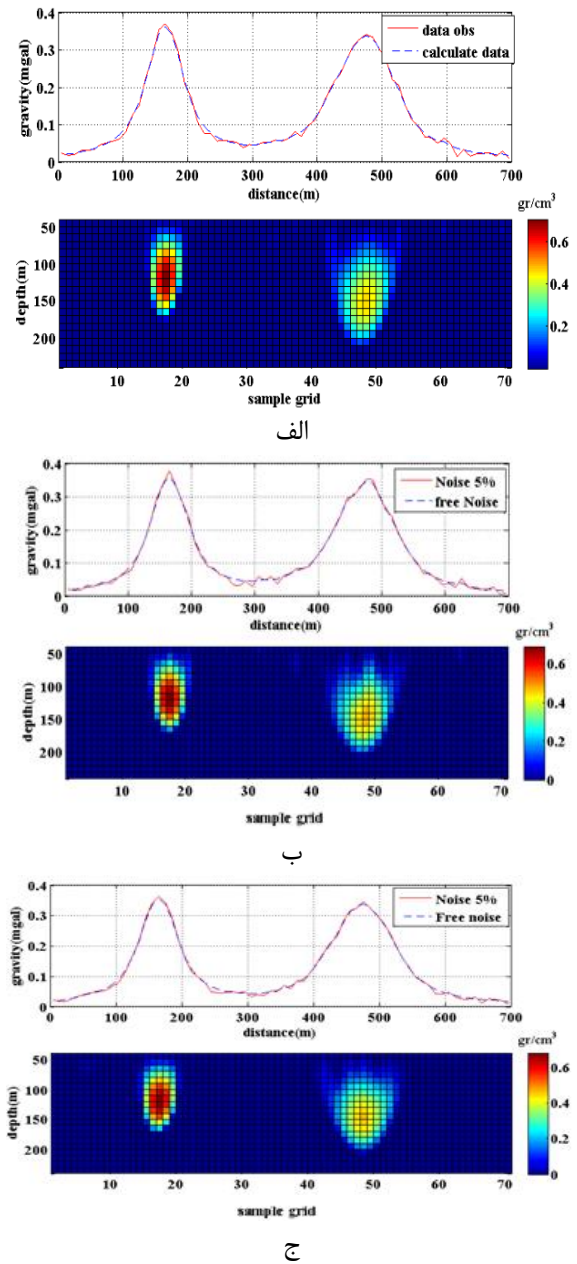 0.4
0.3
0.2
0.1
0
gravity(mgal)
data obs
calculate data
0 100 200 300 400 500 600 700
distance(m)
gr/cm³
50
100
150
200
depth(m)
0.6
0.4
0.2
10 20 30 40 50 60 70
sample grid
الف
0.4
0.3
0.2
0.1
0
gravity(mgal)
Noise 5%
free Noise
0 100 200 300 400 500 600 700
distance(m)
gr/cm³
50
100
150
200
depth(m)
0.6
0.4
0.2
0
10 20 30 40 50 60 70
sample grid
ب
0.4
0.3
0.2
0.1
0
gravity(mgal)
Noise 5%
Free noise
0 100 200 300 400 500 600 700
distance(m)
gr/cm³
50
100
150
200
depth(m)
0.6
0.4
0.2
0
10 20 30 40 50 60 70
sample grid
ج